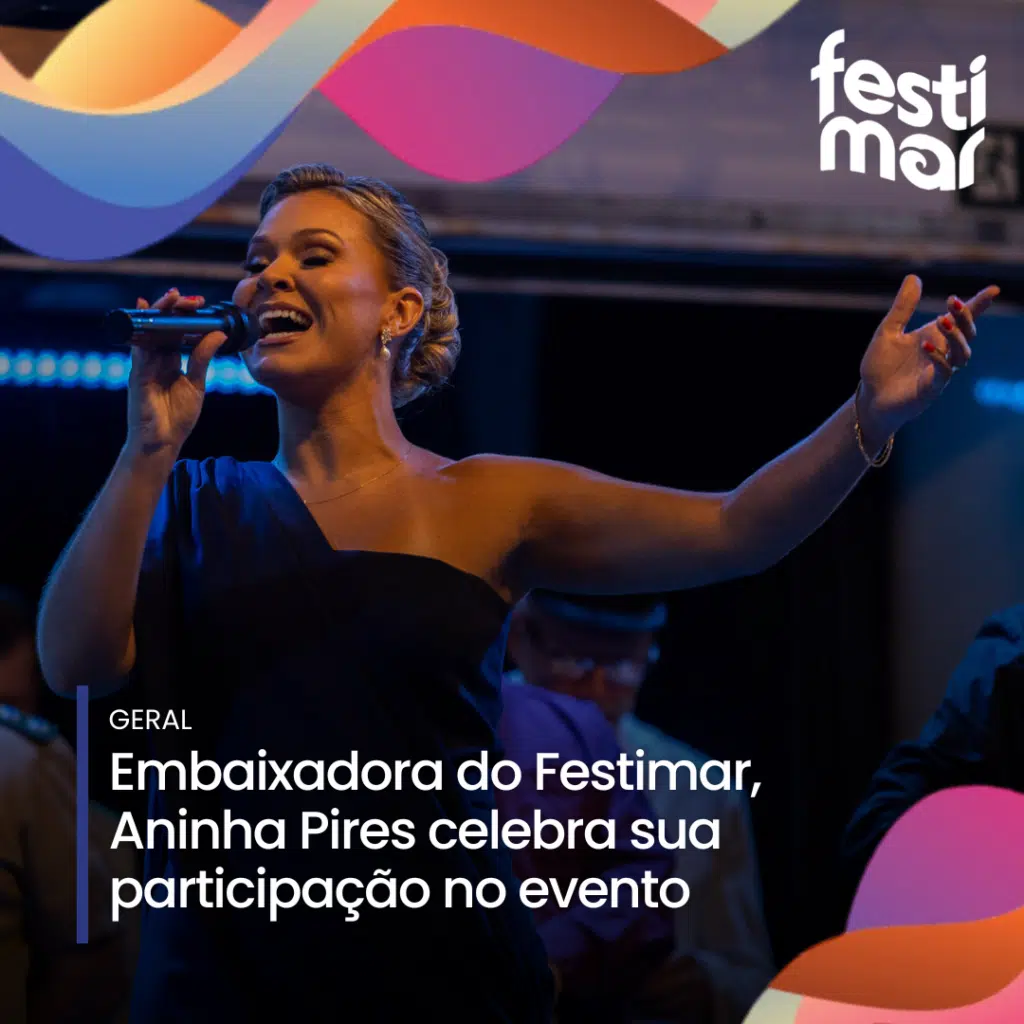 festi
mar
GERAL
Embaixadora do Festimar,
Aninha Pires celebra sua
participação no evento